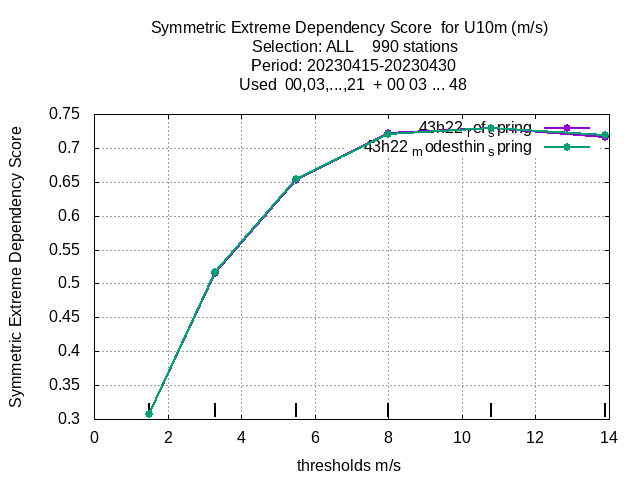 Symmetric Extreme Dependency Score for U10m (m/s)
Selection: ALL 990 stations
Period: 20230415-20230430
Used 00,03,...,21 + 00 03 ... 48
43h22_ref_spring
43h22_modesthin_spring
Symmetric Extreme Dependency Score
0.75
0.7
0.65
0.6
0.55
0.5
0.45
0.4
0.35
0.3
0 2 4 6 8 10 12 14
thresholds m/s